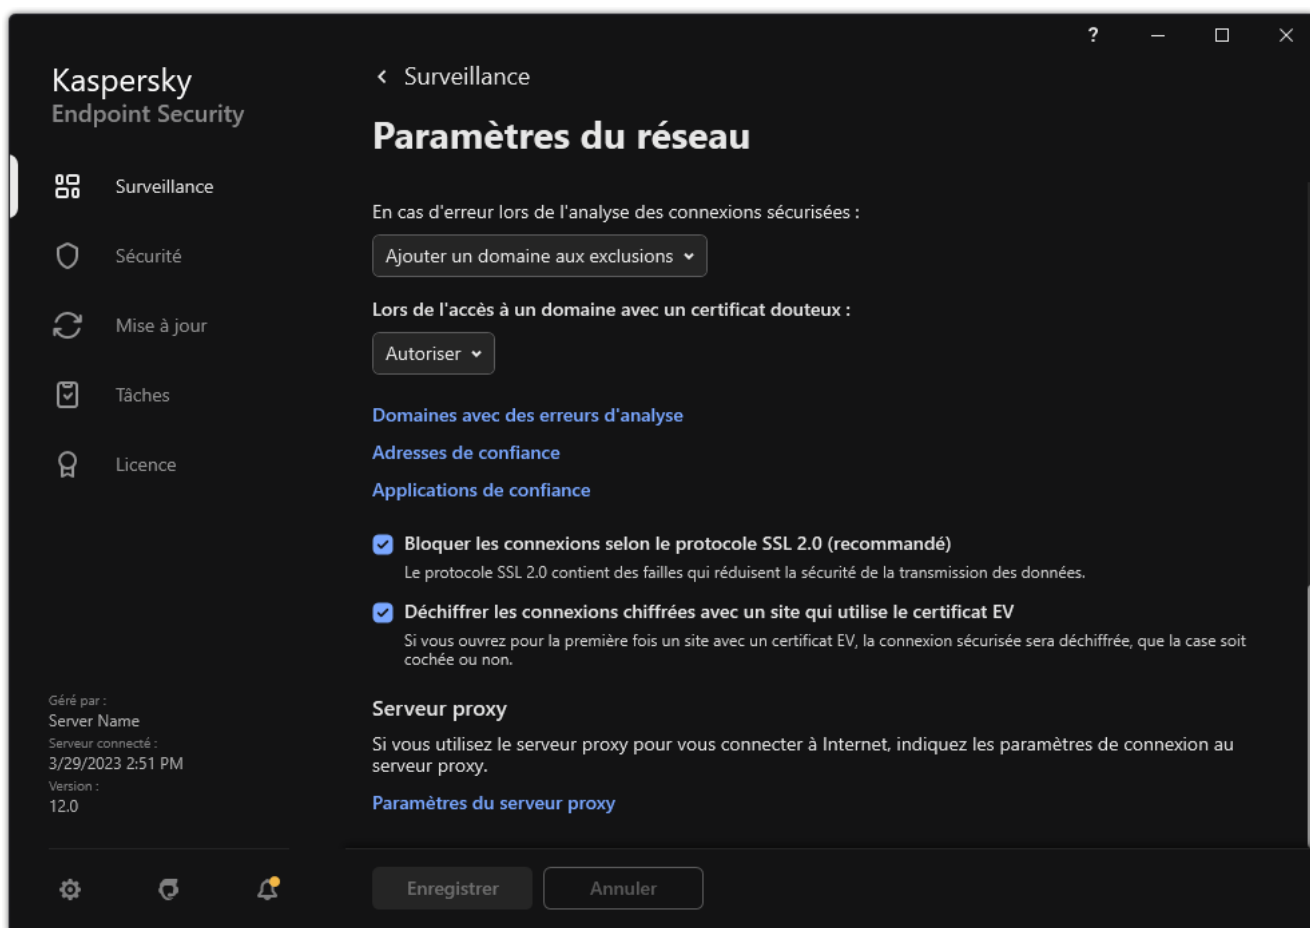 ?
Kaspersky
Endpoint Security
Surveillance
Sécurité
Mise à jour
Tâches
Licence
Géré par :
Server Name
Serveur connecté :
3/29/2023 2:51 PM
Version :
12.0
Surveillance
Paramètres du réseau
En cas d'erreur lors de l'analyse des connexions sécurisées :
Ajouter un domaine aux exclusions
Lors de l'accès à un domaine avec un certificat douteux :
Autoriser
Domaines avec des erreurs d'analyse
Adresses de confiance
Applications de confiance
Bloquer les connexions selon le protocole SSL 2.0 (recommandé)
Le protocole SSL 2.0 contient des failles qui réduisent la sécurité de la transmission des données.
Déchiffrer les connexions chiffrées avec un site qui utilise le certificat EV
Si vous ouvrez pour la première fois un site avec un certificat EV, la connexion sécurisée sera déchiffrée, que la case soit
cochée ou non.
Serveur proxy
Si vous utilisez le serveur proxy pour vous connecter à Internet, indiquez les paramètres de connexion au
serveur proxy.
Paramètres du serveur proxy
Enregistrer
Annuler